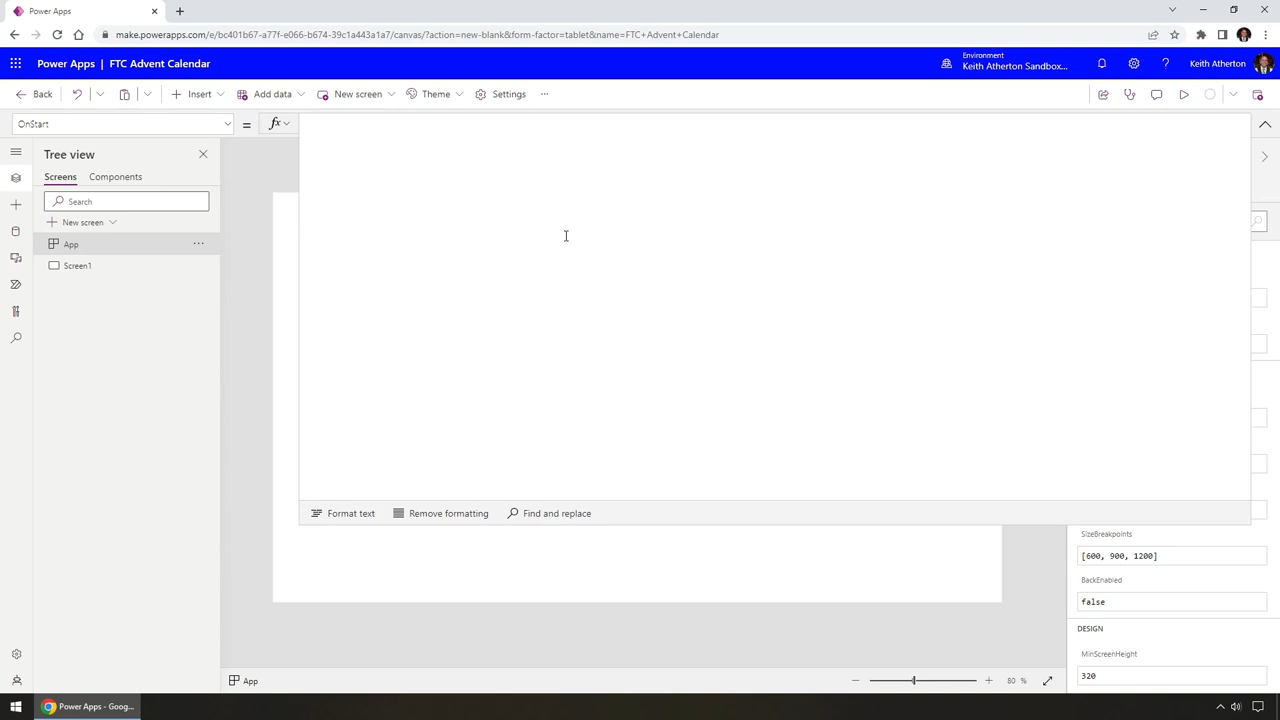 Power Apps
make.powerapps.com/e/bc401b67-a77f-e066-b674-39c1a443a1a7/canvas/?action=new-blank&form-factor=tablet&name=FTC+Advent+Calendar
Power Apps | FTC Advent Calendar
Environment
Keith Atherton Sandbox...
Keith Atherton
Back
Insert
Add data
New screen
Theme
Settings
OnStart
= fx
Tree view
Screens Components
Search
New screen
App
Screen1
Format text
Remove formatting
Find and replace
SizeBreakpoints
[600, 900, 1200]
BackEnabled
false
DESIGN
MinScreenHeight
320
App
80 %
Power Apps - Goog...